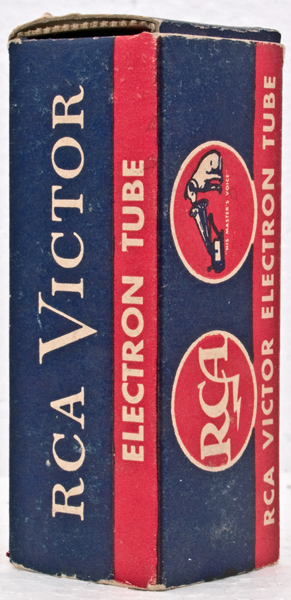 RCA VICTOR
ELECTRON TUBE
"HIS MASTER'S VOICE"
RCA
RCA VICTOR ELECTRON TUBE